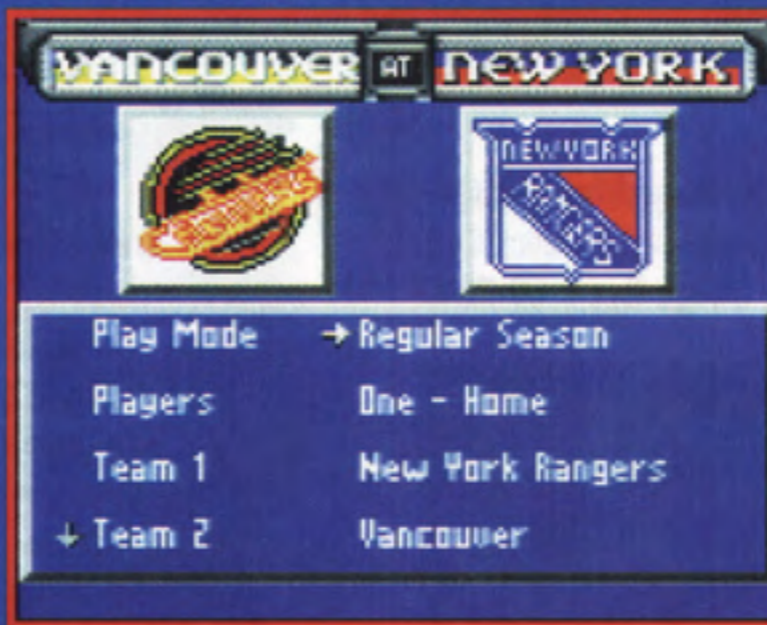 VANCOUVER AT NEW YORK
CANUCKS
NEW YORK
RANGERS
Play Mode → Regular Season
Players One - Home
Team 1 New York Rangers
↓ Team 2 Vancouver